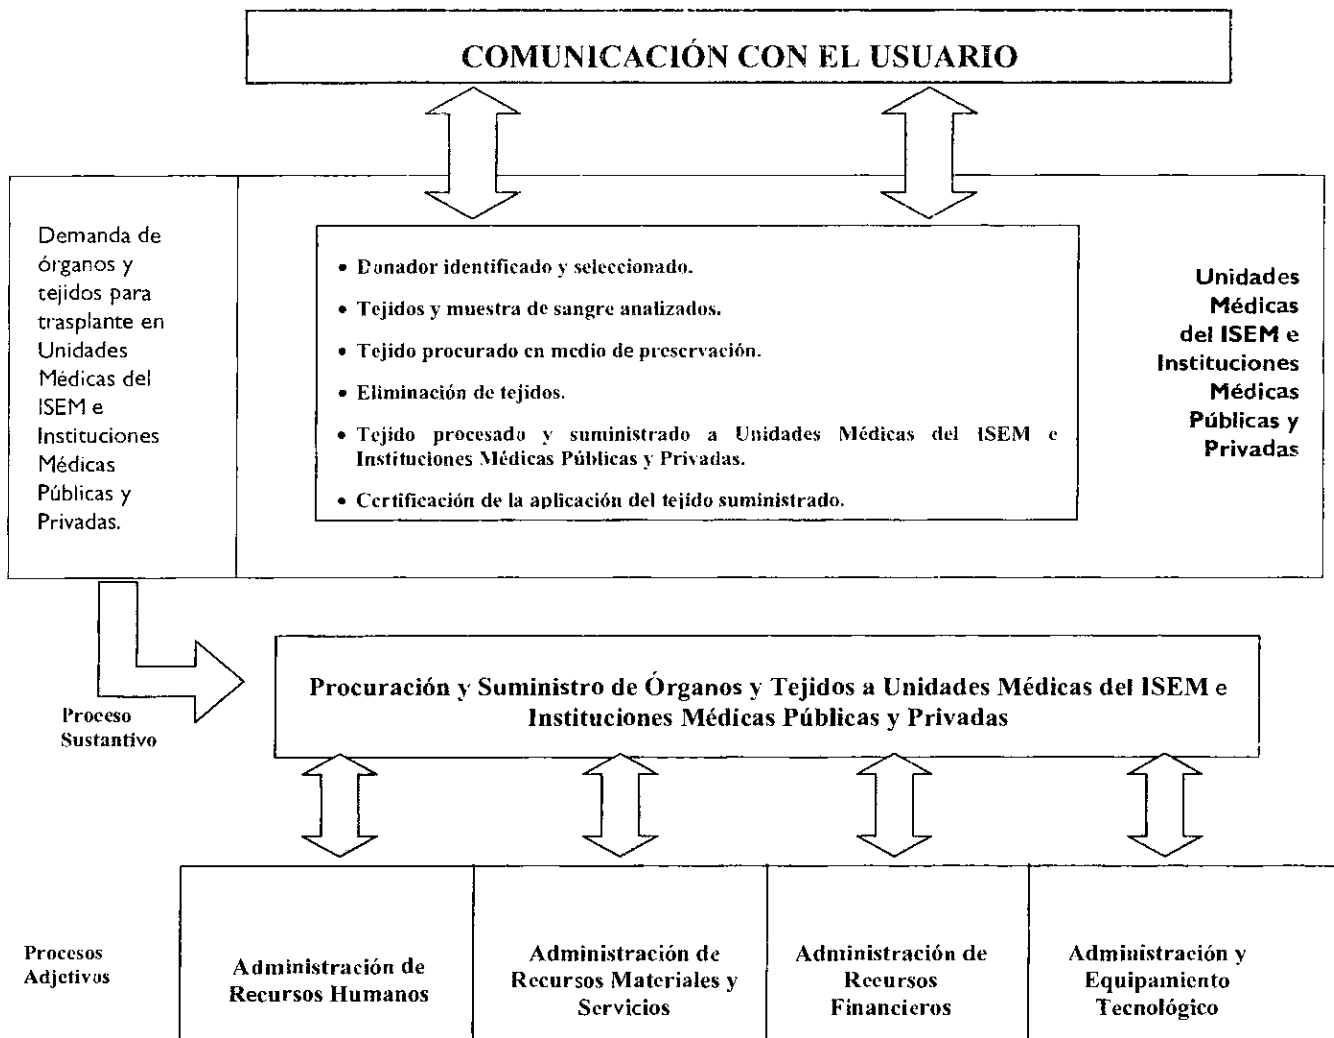 COMUNICACIÓN CON EL USUARIO
Demanda de
órganos y
tejidos para
trasplante en
Unidades
Médicas del
ISEM e
Instituciones
Médicas
Públicas y
Privadas.
• Donador identificado y seleccionado.
• Tejidos y muestra de sangre analizados.
• Tejido procurado en medio de preservación.
• Eliminación de tejidos.
• Tejido procesado y suministrado a Unidades Médicas del ISEM e
Instituciones Médicas Públicas y Privadas.
• Certificación de la aplicación del tejido suministrado.
Unidades
Médicas
del ISEM e
Instituciones
Médicas
Públicas y
Privadas
Proceso
Sustantivo
Procuración y Suministro de Órganos y Tejidos a Unidades Médicas del ISEM e
Instituciones Médicas Públicas y Privadas
Procesos
Adjetivos
Administración de
Recursos Humanos
Administración de
Recursos Materiales y
Servicios
Administración de
Recursos
Financieros
Administración y
Equipamiento
Tecnológico